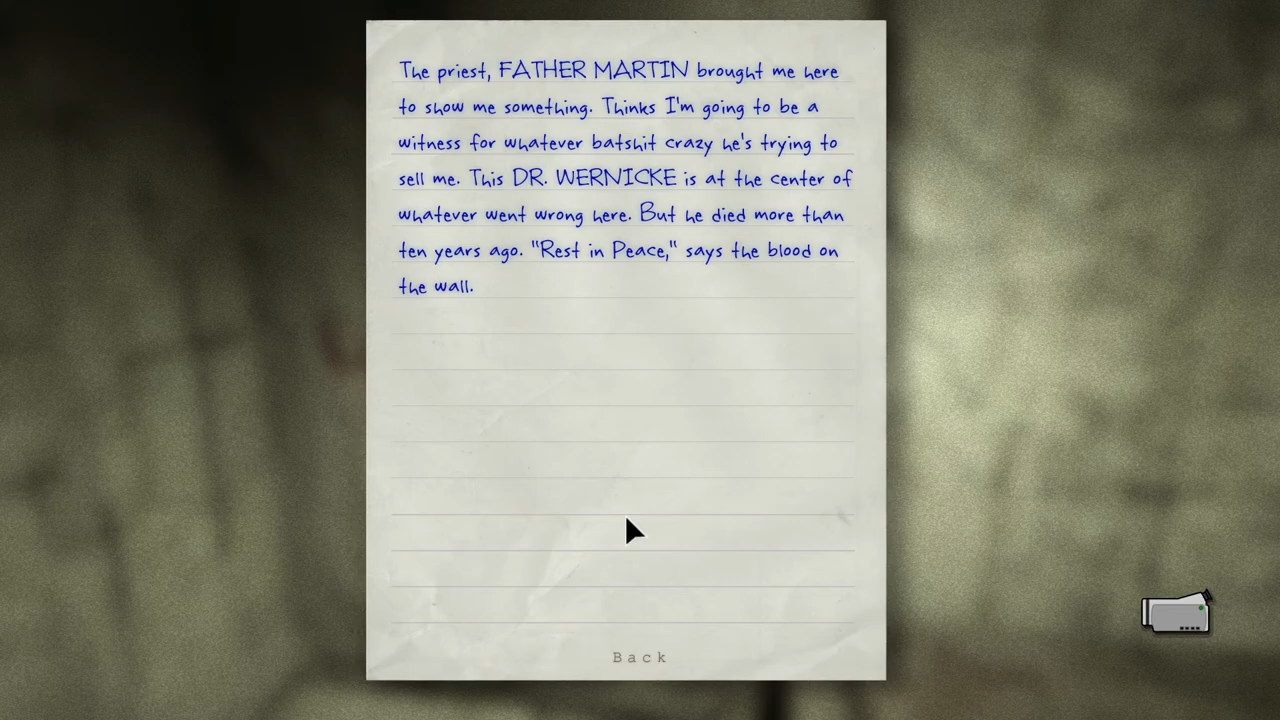 The priest, FATHER MARTIN brought me here
to show me something. Thinks I'm going to be a
witness for whatever batshit crazy he's trying to
sell me. This DR. WERNICKE is at the center of
whatever went wrong here. But he died more than
ten years ago. "Rest in Peace," says the blood on
the wall.
Back